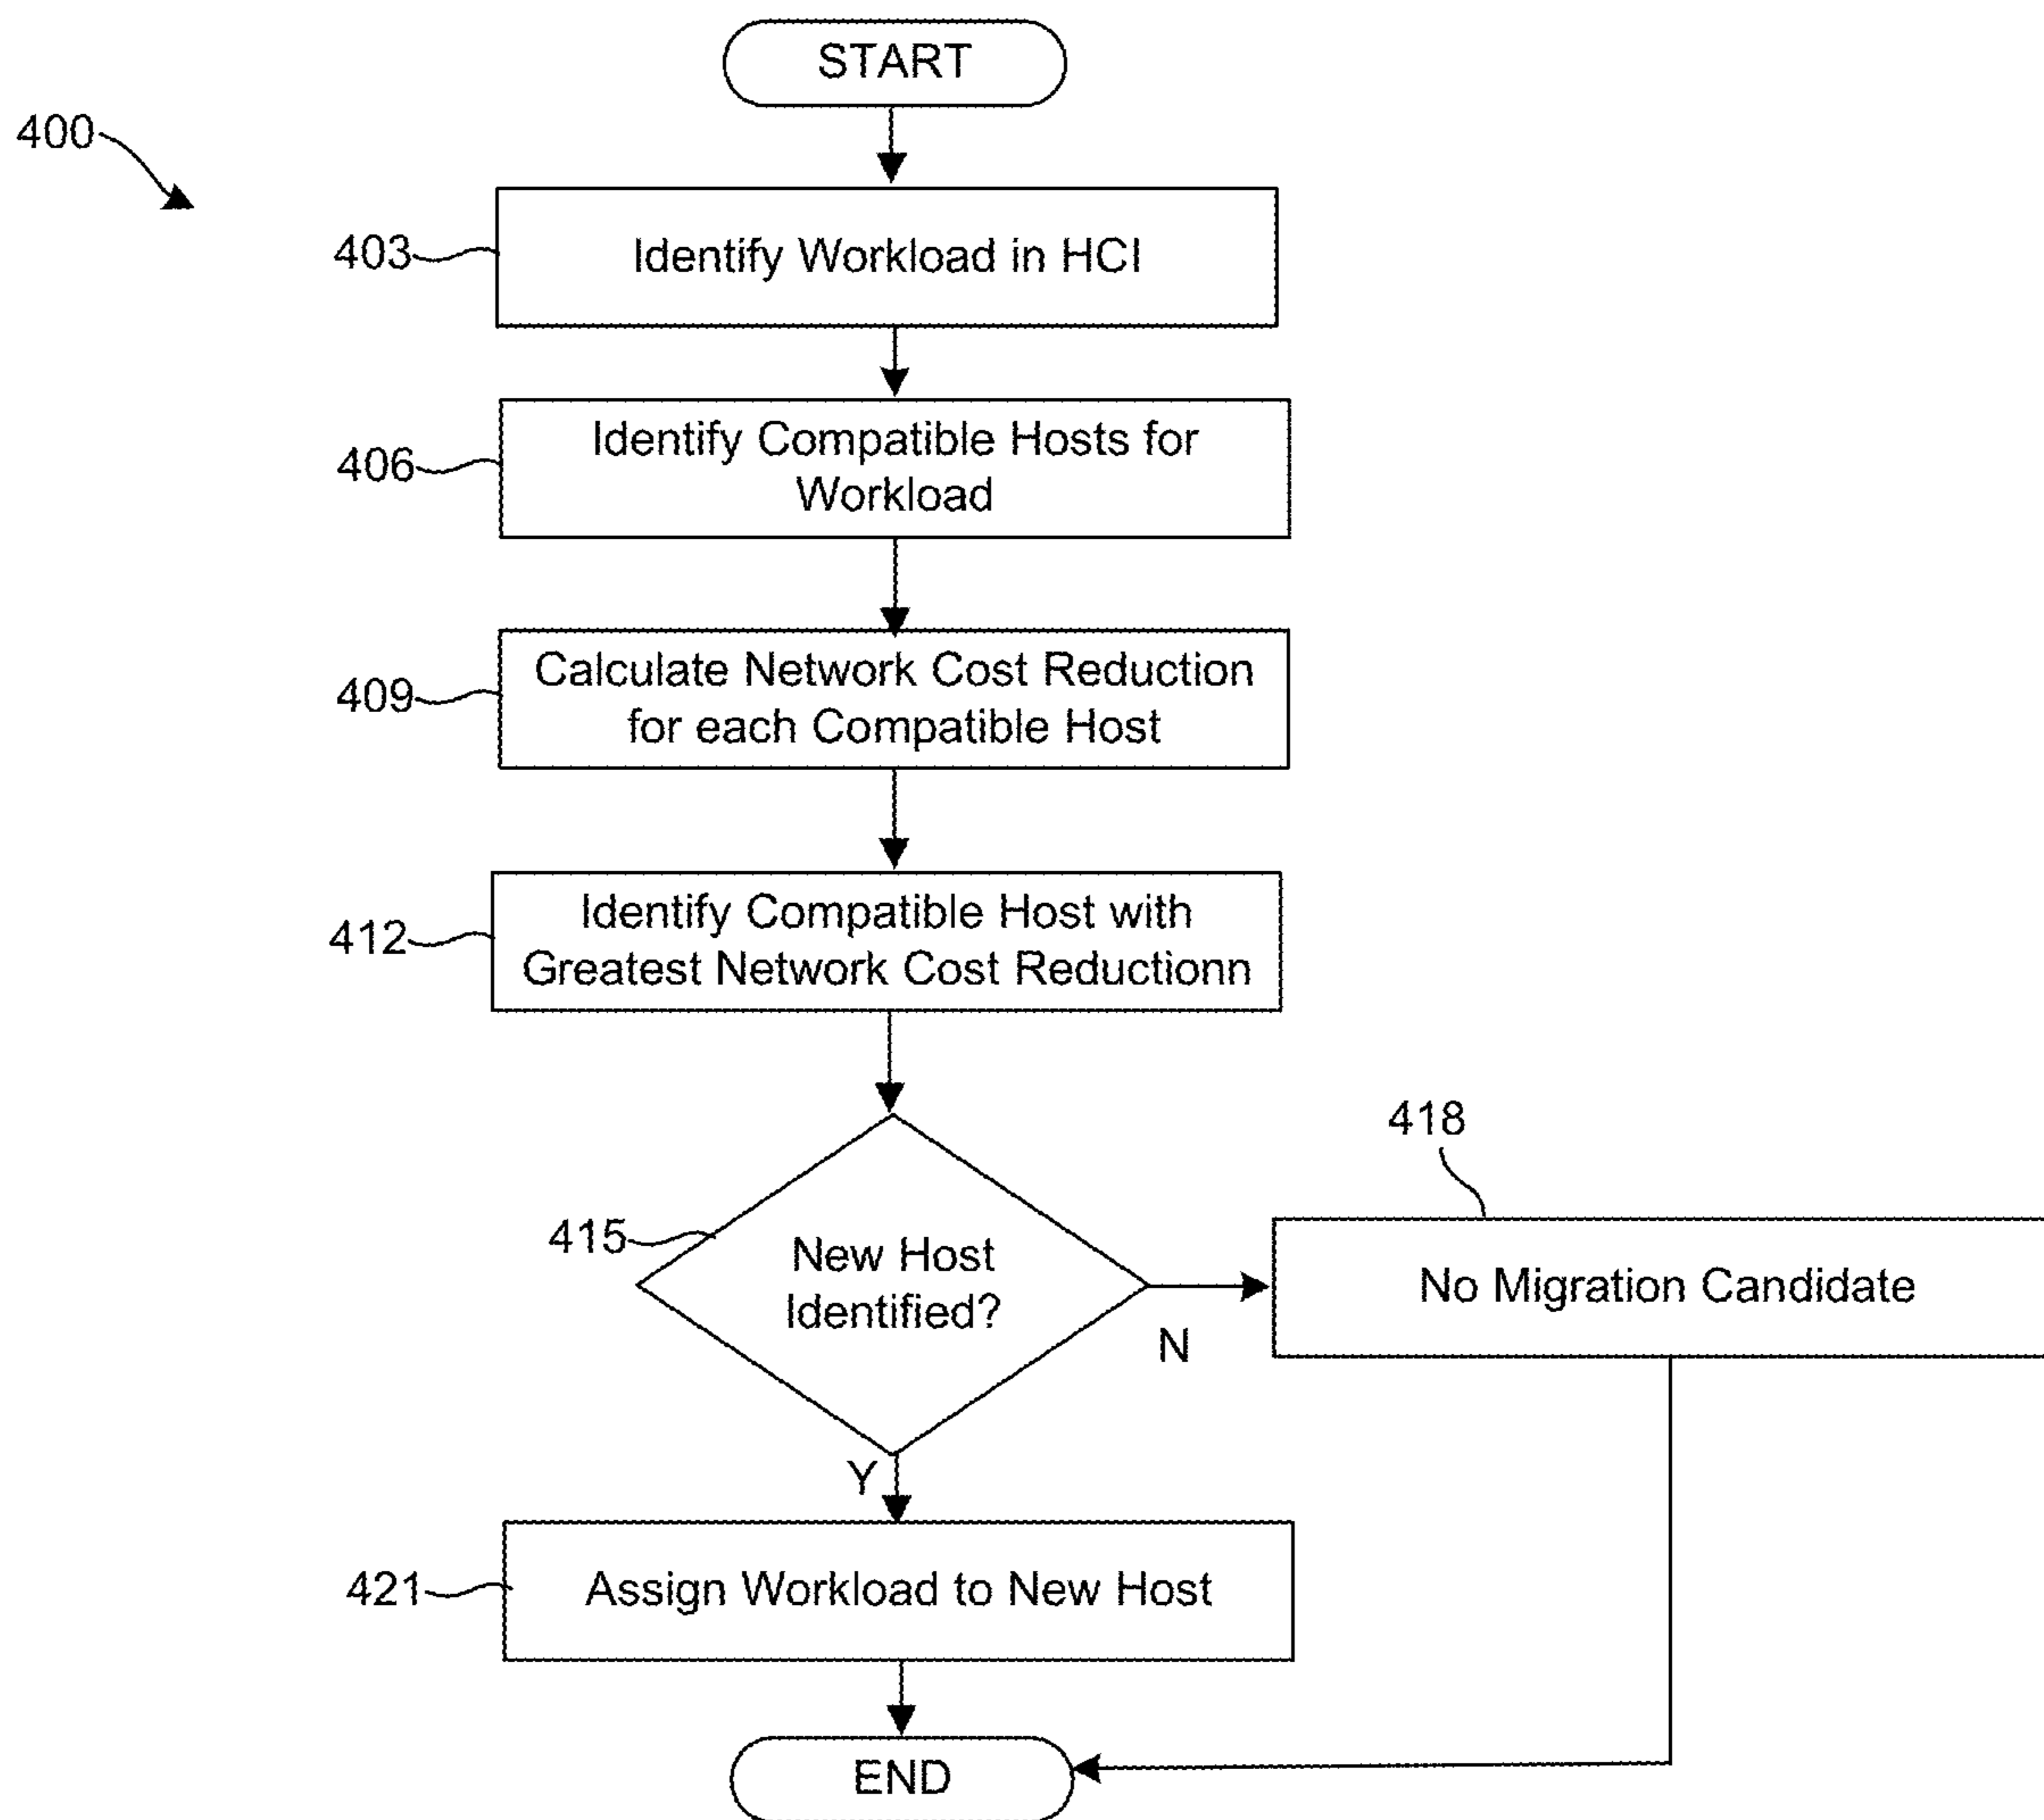 START
400
403
Identify Workload in HCI
406
Identify Compatible Hosts for
Workload
409
Calculate Network Cost Reduction
for each Compatible Host
412
Identify Compatible Host with
Greatest Network Cost Reductionn
418
415
New Host
Identified?
No Migration Candidate
N
Y
421
Assign Workload to New Host
END